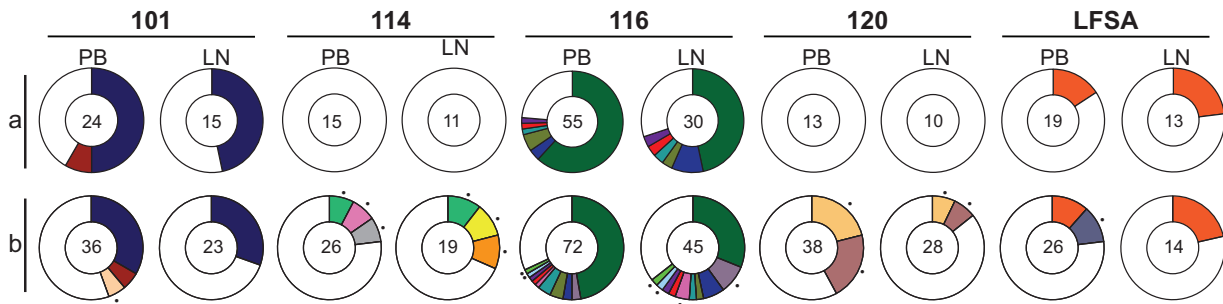 101 114 116 120 LFSA
PB LN PB LN PB LN PB LN PB LN
a 24 15 15 11 55 30 13 10 19 13
b 36 23 26 19 72 45 38 28 26 14